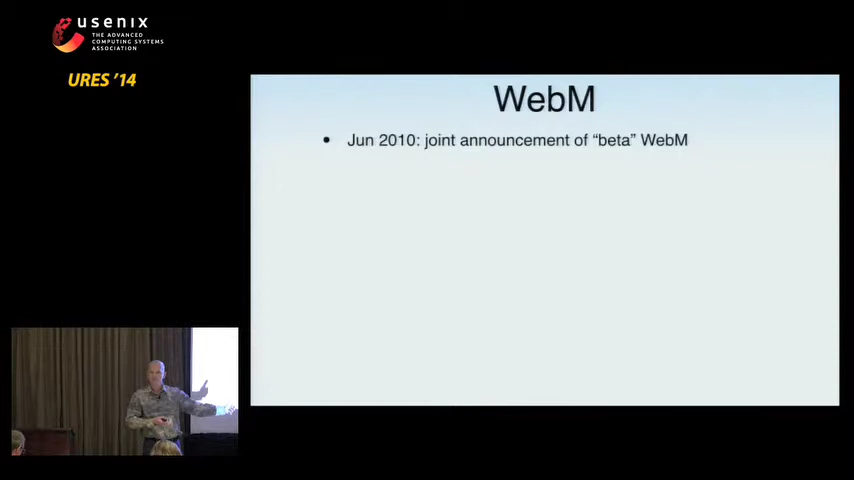 usenix
THE ADVANCED
COMPUTING SYSTEMS
ASSOCIATION
URES '14
WebM
• Jun 2010: joint announcement of “beta” WebM